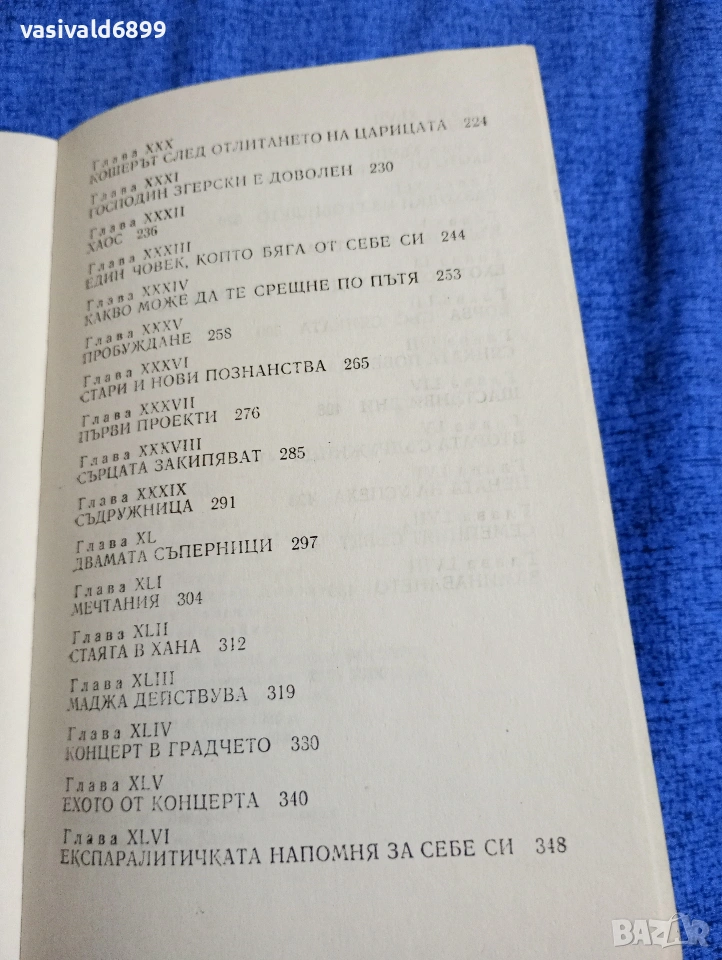 vasivald6899
Глава XXX
КОШЕРЪТ СЛЕД ОТЛИТАНЕТО НА ЦАРИЦАТА 224
Глава XXXI
ГОСПОДИН ЗГЕРСКИ Е ДОВОЛЕН 230
Глава XXXII
ХАОС 236
Глава XXXIII
ЕДИН ЧОВЕК, КОЙТО БЯГА ОТ СЕБЕ СИ 244
Глава XXXIV
КАКВО МОЖЕ ДА ТЕ СРЕЩНЕ ПО ПЪТЯ 253
Глава XXXV
ПРОБУЖДАНЕ 258
Глава XXXVI
СТАРИ И НОВИ ПОЗНАНСТВА 265
Глава XXXVII
ПЪРВИ ПРОЕКТИ 276
Глава XXXVIII
СЪРЦАТА ЗАКИПЯВАТ 285
Глава XXXIX
СЪДРУЖНИЦА 291
Глава XL
ДВАМАТА СЪПЕРНИЦИ 297
Глава XLI
МЕЧТАНИЯ 304
Глава XLII
СТАЯТА В ХАНА 312
Глава XLIII
МАДЖА ДЕЙСТВУВА 319
Глава XLIV
КОНЦЕРТ В ГРАДЧЕТО 330
Глава XLV
ЕХОТО ОТ КОНЦЕРТА 340
Глава XLVI
ЕКСПАРАЛИТИЧКАТА НАПОМНЯ ЗА СЕБЕ СИ 348
BAZAR